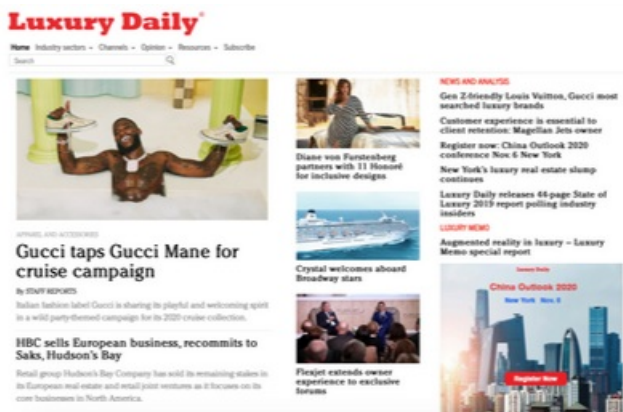 Luxury Daily
Home Industry sectors Channels Opinion Resources Subscribe
Search
APPAREL AND ACCESSORIES
Gucci taps Gucci Mane for
cruise campaign
By STAFF REPORTS
Italian fashion label Gucci is sharing its playful and welcoming spirit
in a wild party-themed campaign for its 2020 cruise collection.
HBC sells European business, recommits to
Saks, Hudson's Bay
Retail group Hudson's Bay Company has sold its remaining stakes in
its European real estate and retail joint ventures as it focuses on its
core businesses in North America.
Diane von Furstenberg
partners with 11 Honoré
for inclusive designs
Crystal welcomes aboard
Broadway stars
Flexjet extends owner
experience to exclusive
forums
NEWS AND ANALYSIS
Gen Z-friendly Louis Vuitton, Gucci most
searched luxury brands
Customer experience is essential to
client retention: Magellan Jets owner
Register now: China Outlook 2020
conference Nov. 6 New York
New York's luxury real estate slump
continues
Luxury Daily releases 44-page State of
Luxury 2019 report polling industry
insiders
LUXURY MEMO
Augmented reality in luxury – Luxury
Memo special report
Luxury Daily
China Outlook 2020
New York Nov. 6
Register Now